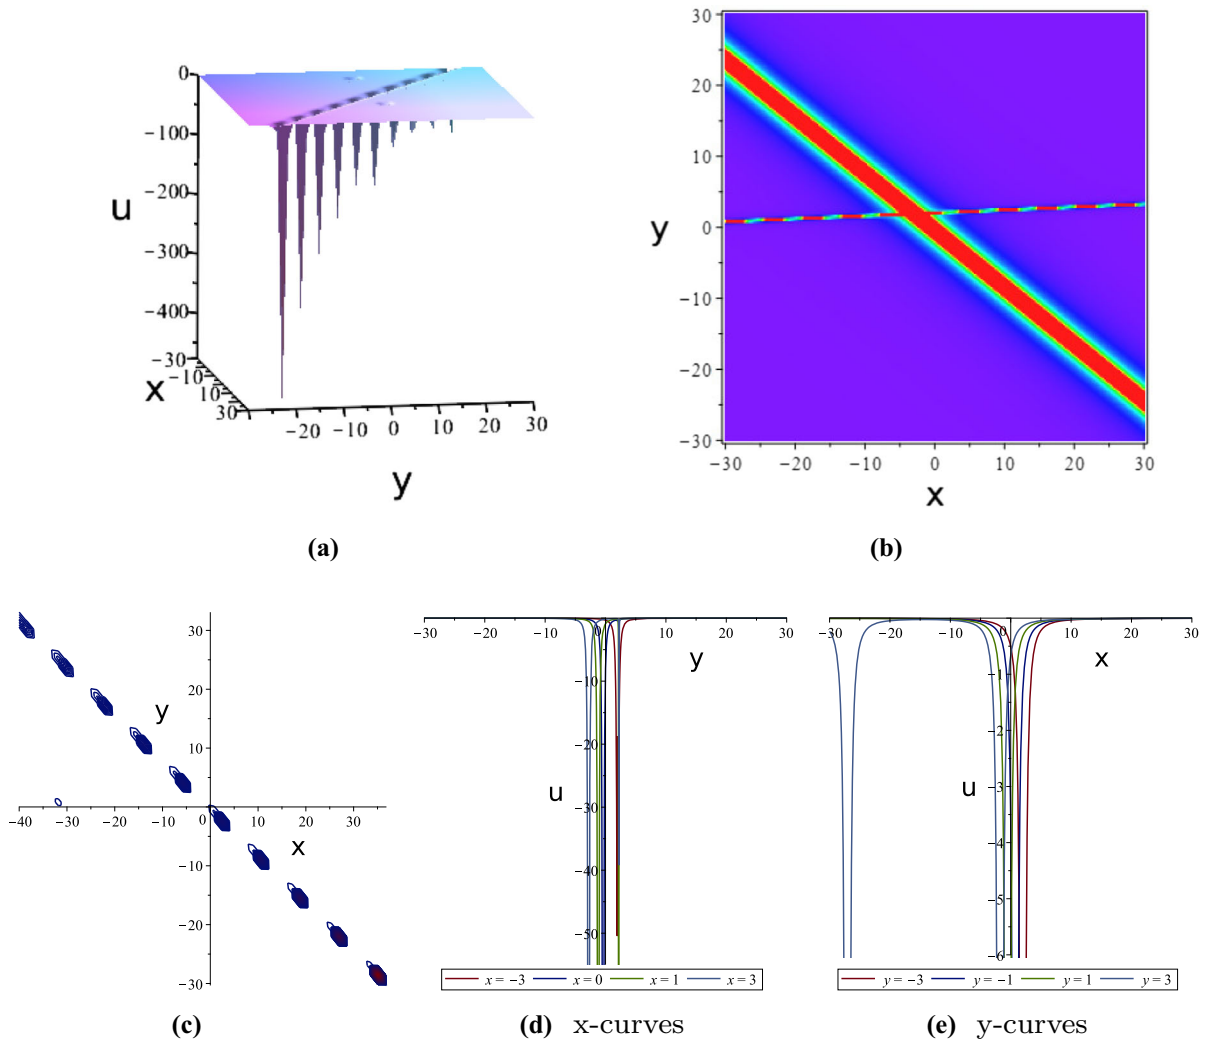 0
−100
−200
−300
−400
u
−30
−10
10
30
x
−20 −10 0 10 20 30
y
(a)
30
20
10
0
−10
−20
−30
y
−30 −20 −10 0 10 20 30
x
(b)
30
20
10
0
−10
−20
−30
y
−40 −30 −20 −10 10 20 30
x
(c)
−30 −20 −10 0 10 20 30
y
−10
−20
−30
−40
−50
u
x = −3 x = 0 x = 1 x = 3
(d) x-curves
−30 −20 −10 0 10 20 30
x
−1
−2
−3
−4
−5
−6
u
y = −3 y = −1 y = 1 y = 3
(e) y-curves